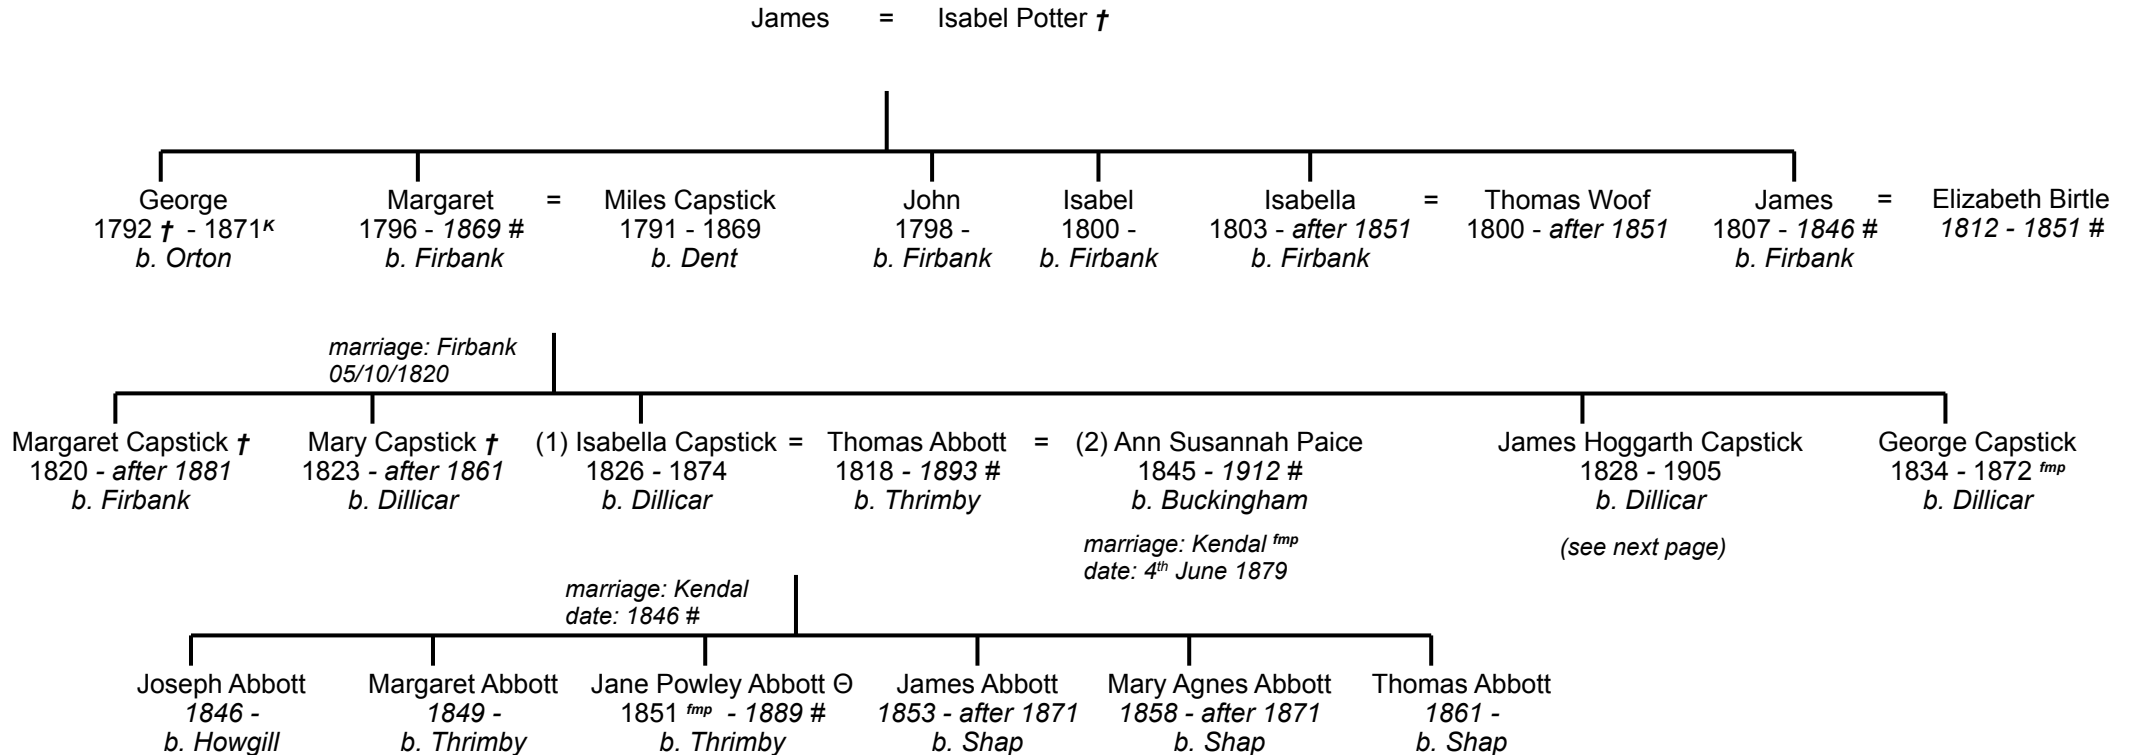 James = Isabel Potter †
George Margaret = Miles Capstick John Isabel Isabella = Thomas Woof James = Elizabeth Birtle
1792 † - 1871ᴷ 1796 - 1869 # 1791 - 1869 1798 - 1800 - 1803 - after 1851 1800 - after 1851 1807 - 1846 # 1812 - 1851 #
b. Orton b. Firbank b. Dent b. Firbank b. Firbank b. Firbank b. Firbank
marriage: Firbank
05/10/1820
Margaret Capstick † Mary Capstick † (1) Isabella Capstick = Thomas Abbott = (2) Ann Susannah Paice James Hoggarth Capstick George Capstick
1820 - after 1881 1823 - after 1861 1826 - 1874 1818 - 1893 # 1845 - 1912 # 1828 - 1905 1834 - 1872 fmp
b. Firbank b. Dillicar b. Dillicar b. Thrimby b. Buckingham b. Dillicar b. Dillicar
marriage: Kendal fmp (see next page)
date: 4th June 1879
marriage: Kendal
date: 1846 #
Joseph Abbott Margaret Abbott Jane Powley Abbott Θ James Abbott Mary Agnes Abbott Thomas Abbott
1846 - 1849 - 1851 fmp - 1889 # 1853 - after 1871 1858 - after 1871 1861 -
b. Howgill b. Thrimby b. Thrimby b. Shap b. Shap b. Shap